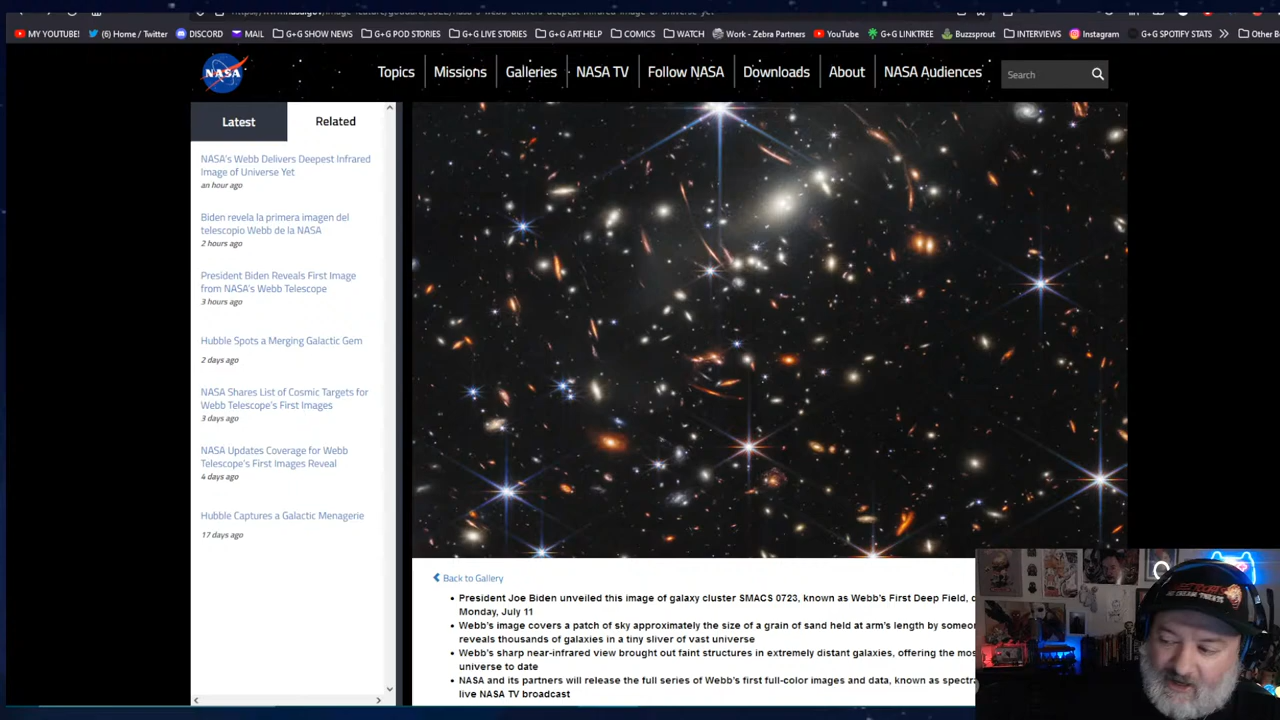 MY YOUTUBE!
(6) Home / Twitter
DISCORD
MAIL
G+G SHOW NEWS
G+G POD STORIES
G+G LIVE STORIES
G+G ART HELP
COMICS
WATCH
Work - Zebra Partners
YouTube
G+G LINKTREE
Buzzsprout
INTERVIEWS
Instagram
G+G SPOTIFY STATS
Other B
NASA
Topics
Missions
Galleries
NASA TV
Follow NASA
Downloads
About
NASA Audiences
Search
Latest
Related
NASA's Webb Delivers Deepest Infrared
Image of Universe Yet
an hour ago
Biden revela la primera imagen del
telescopio Webb de la NASA
2 hours ago
President Biden Reveals First Image
from NASA's Webb Telescope
3 hours ago
Hubble Spots a Merging Galactic Gem
2 days ago
NASA Shares List of Cosmic Targets for
Webb Telescope's First Images
3 days ago
NASA Updates Coverage for Webb
Telescope's First Images Reveal
4 days ago
Hubble Captures a Galactic Menagerie
17 days ago
Back to Gallery
President Joe Biden unveiled this image of galaxy cluster SMACS 0723, known as Webb's First Deep Field,
Monday, July 11
Webb's image covers a patch of sky approximately the size of a grain of sand held at arm's length by someo
reveals thousands of galaxies in a tiny sliver of vast universe
Webb's sharp near-infrared view brought out faint structures in extremely distant galaxies, offering the mos
universe to date
NASA and its partners will release the full series of Webb's first full-color images and data, known as spectra
live NASA TV broadcast